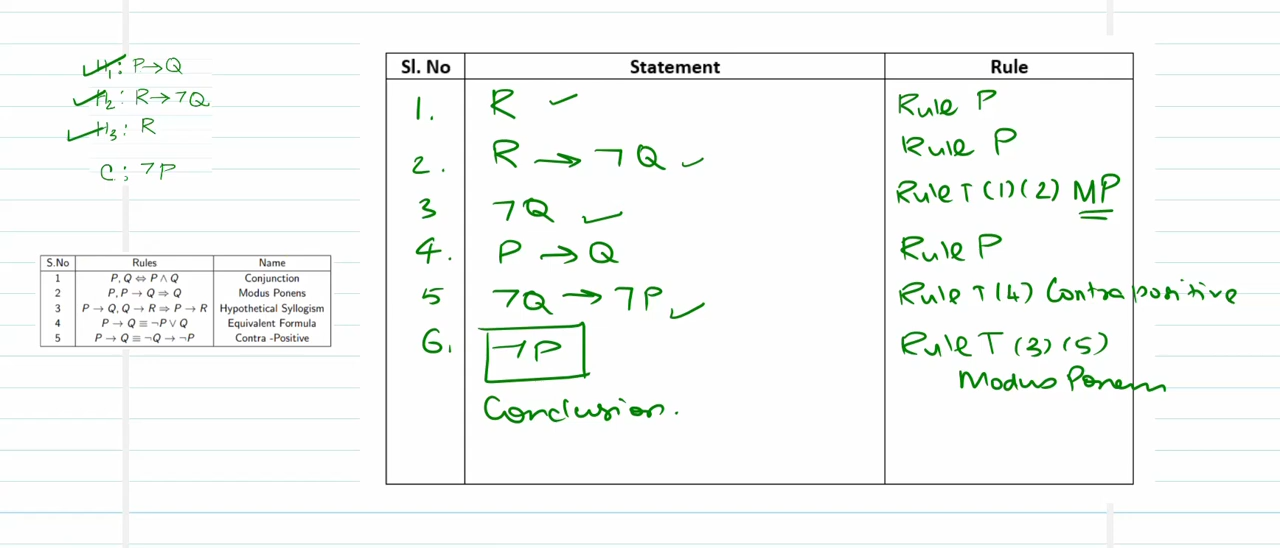 H₁: P→Q
H₂: R→¬Q
H₃: R
C: ¬P
S.No Rules Name
1 P, Q ⇔ P ∧ Q Conjunction
2 P, P → Q ⇒ Q Modus Ponens
3 P → Q, Q → R ⇒ P → R Hypothetical Syllogism
4 P → Q ≡ ¬P ∨ Q Equivalent Formula
5 P → Q ≡ ¬Q → ¬P Contra -Positive
Sl. No Statement Rule
1. R ✓ Rule P
2. R → ¬Q ✓ Rule P
3 ¬Q ✓ Rule T (1)(2) MP
4. P → Q Rule P
5 ¬Q → ¬P ✓ Rule T(4) Contrapositive
6. ¬P Rule T (3)(5)
Modus Ponens
Conclusion.